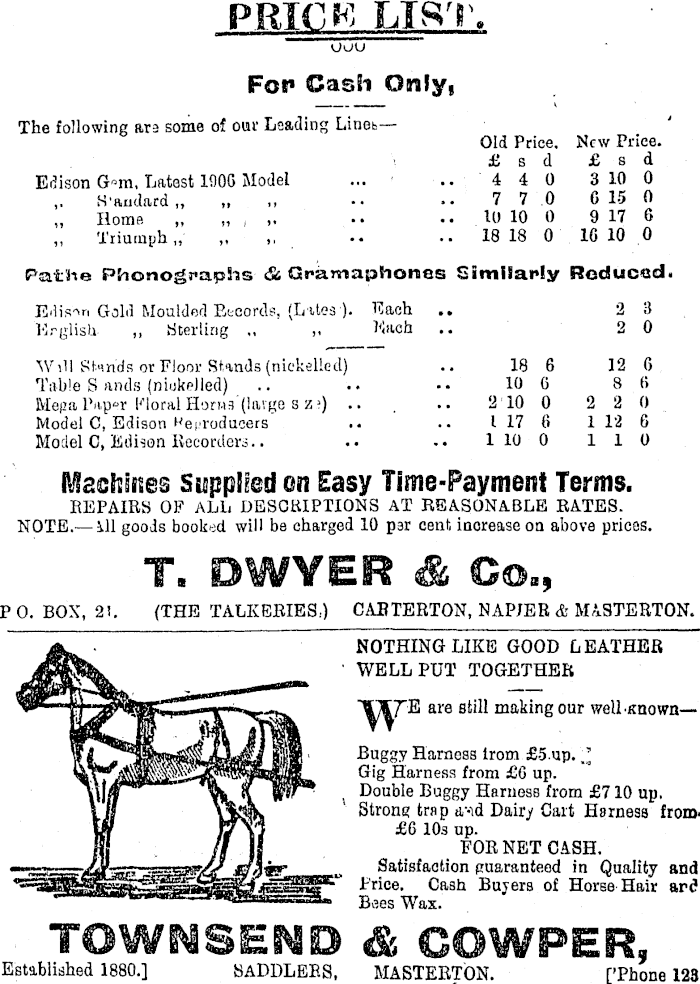 PRICE LIST.
For Cash Only,
The following are some of our Leading Lines—
Old Price. New Price.
£ s d £ s d
Edison Gem, Latest 1906 Model ... .. 4 4 0 3 10 0
,, Standard ,, ,, ,, .. .. 7 7 0 6 15 0
,, Home ,, ,, ,, .. .. 10 10 0 9 17 6
,, Triumph ,, ,, ,, .. .. 18 18 0 16 10 0
Pathe Phonographs & Gramaphones Similarly Reduced.
Edison Gold Moulded Records, (Latest). Each .. 2 3
English ,, Sterling ,, ,, Each .. 2 0
Wall Stands or Floor Stands (nickelled) .. 18 6 12 6
Table Stands (nickelled) .. .. .. 10 6 8 6
Mega Paper Floral Horns (large size) .. .. 2 10 0 2 2 0
Model C, Edison Reproducers .. .. 1 17 6 1 12 6
Model C, Edison Recorders.. .. .. 1 10 0 1 1 0
Machines Supplied on Easy Time-Payment Terms.
REPAIRS OF ALL DESCRIPTIONS AT REASONABLE RATES.
NOTE.—All goods booked will be charged 10 per cent increase on above prices.
T. DWYER & Co.,
P O. BOX, 21. (THE TALKERIES.) CARTERTON, NAPIER & MASTERTON.
NOTHING LIKE GOOD LEATHER
WELL PUT TOGETHER
WE are still making our well-known—
Buggy Harness from £5 up.
Gig Harness from £6 up.
Double Buggy Harness from £7 10 up.
Strong trap and Dairy Cart Harness from
£6 10s up.
FOR NET CASH.
Satisfaction guaranteed in Quality and
Price. Cash Buyers of Horse Hair and
Bees Wax.
TOWNSEND & COWPER,
Established 1880.] SADDLERS, MASTERTON. ['Phone 123